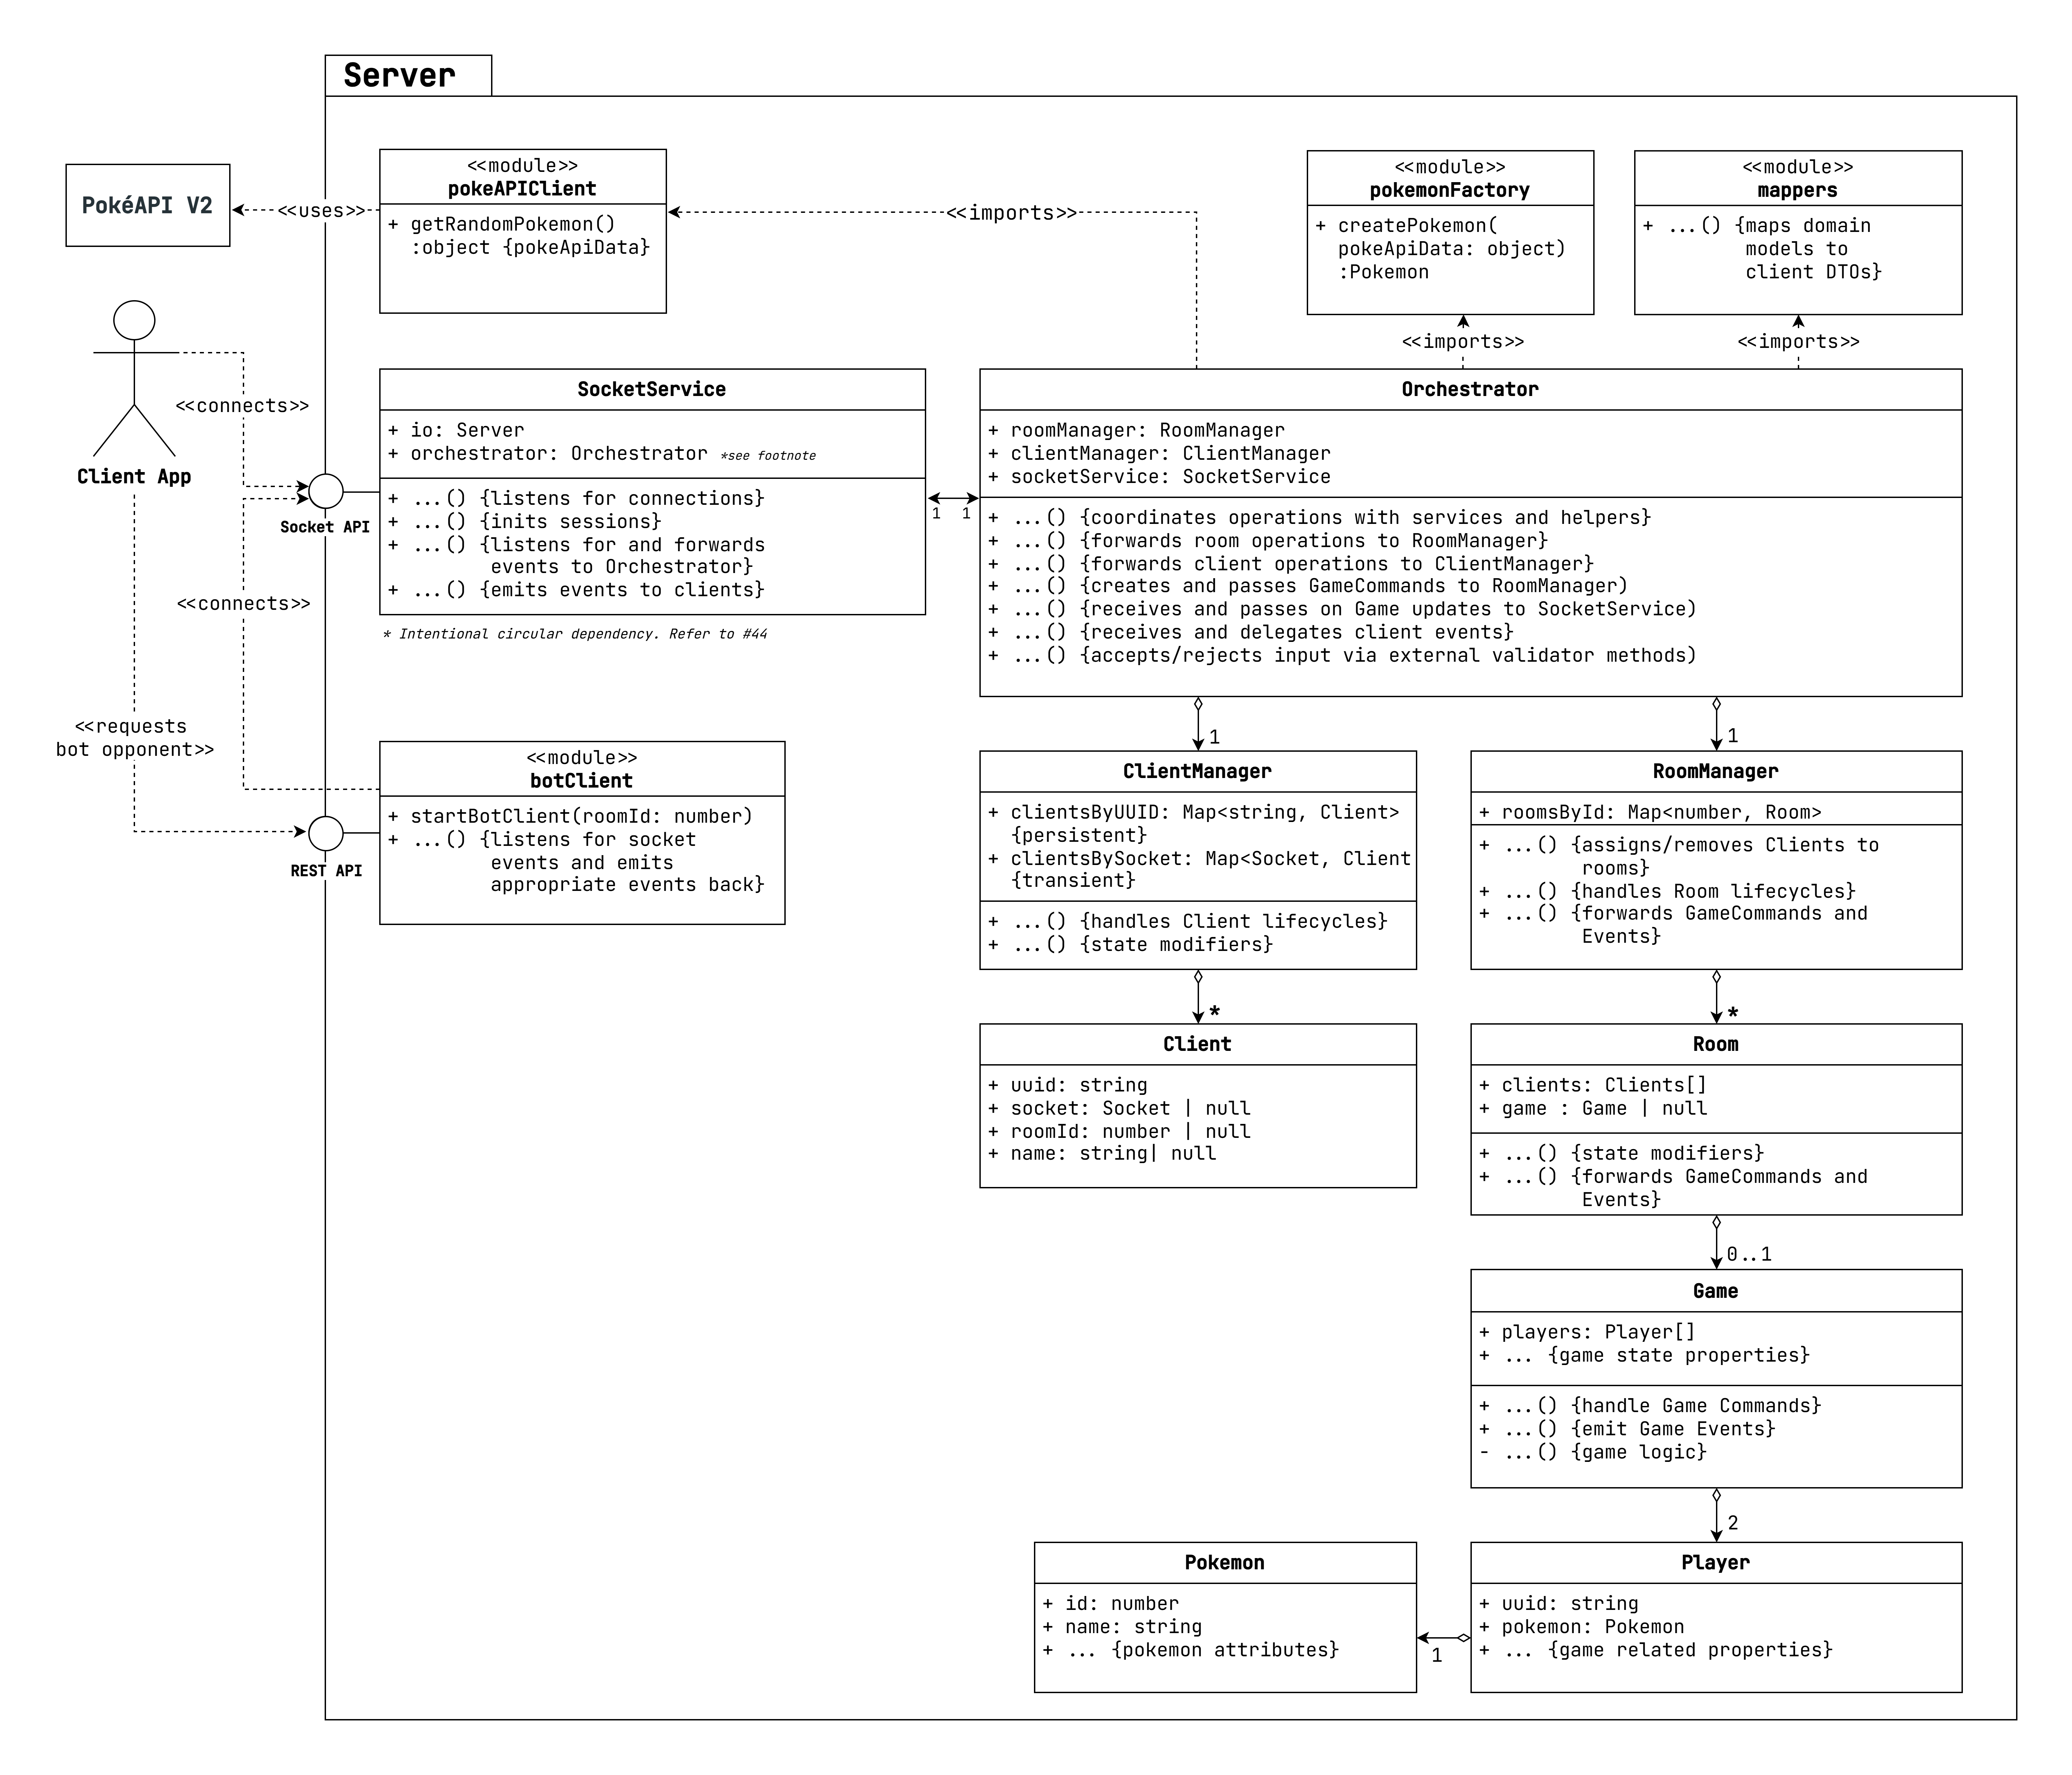 Server
PokéAPI V2
<<uses>>
<<module>>
pokeAPIClient
+ getRandomPokemon()
:object {pokeApiData}
<<imports>>
<<module>>
pokemonFactory
+ createPokemon(
pokeApiData: object)
:Pokemon
<<module>>
mappers
+ ...() {maps domain
models to
client DTOs}
<<imports>>
<<imports>>
Client App
<<connects>>
<<connects>>
<<requests
bot opponent>>
Socket API
REST API
SocketService
+ io: Server
+ orchestrator: Orchestrator *see footnote
+ ...() {listens for connections}
+ ...() {inits sessions}
+ ...() {listens for and forwards
events to Orchestrator}
+ ...() {emits events to clients}
* Intentional circular dependency. Refer to #44
1 1
Orchestrator
+ roomManager: RoomManager
+ clientManager: ClientManager
+ socketService: SocketService
+ ...() {coordinates operations with services and helpers}
+ ...() {forwards room operations to RoomManager}
+ ...() {forwards client operations to ClientManager}
+ ...() {creates and passes GameCommands to RoomManager)
+ ...() {receives and passes on Game updates to SocketService)
+ ...() {receives and delegates client events}
+ ...() {accepts/rejects input via external validator methods)
<<module>>
botClient
+ startBotClient(roomId: number)
+ ...() {listens for socket
events and emits
appropriate events back}
1
ClientManager
+ clientsByUUID: Map<string, Client>
{persistent}
+ clientsBySocket: Map<Socket, Client
{transient}
+ ...() {handles Client lifecycles}
+ ...() {state modifiers}
*
Client
+ uuid: string
+ socket: Socket | null
+ roomId: number | null
+ name: string| null
1
RoomManager
+ roomsById: Map<number, Room>
+ ...() {assigns/removes Clients to
rooms}
+ ...() {handles Room lifecycles}
+ ...() {forwards GameCommands and
Events}
*
Room
+ clients: Clients[]
+ game : Game | null
+ ...() {state modifiers}
+ ...() {forwards GameCommands and
Events}
0..1
Game
+ players: Player[]
+ ... {game state properties}
+ ...() {handle Game Commands}
+ ...() {emit Game Events}
- ...() {game logic}
2
Player
+ uuid: string
+ pokemon: Pokemon
+ ... {game related properties}
1
Pokemon
+ id: number
+ name: string
+ ... {pokemon attributes}